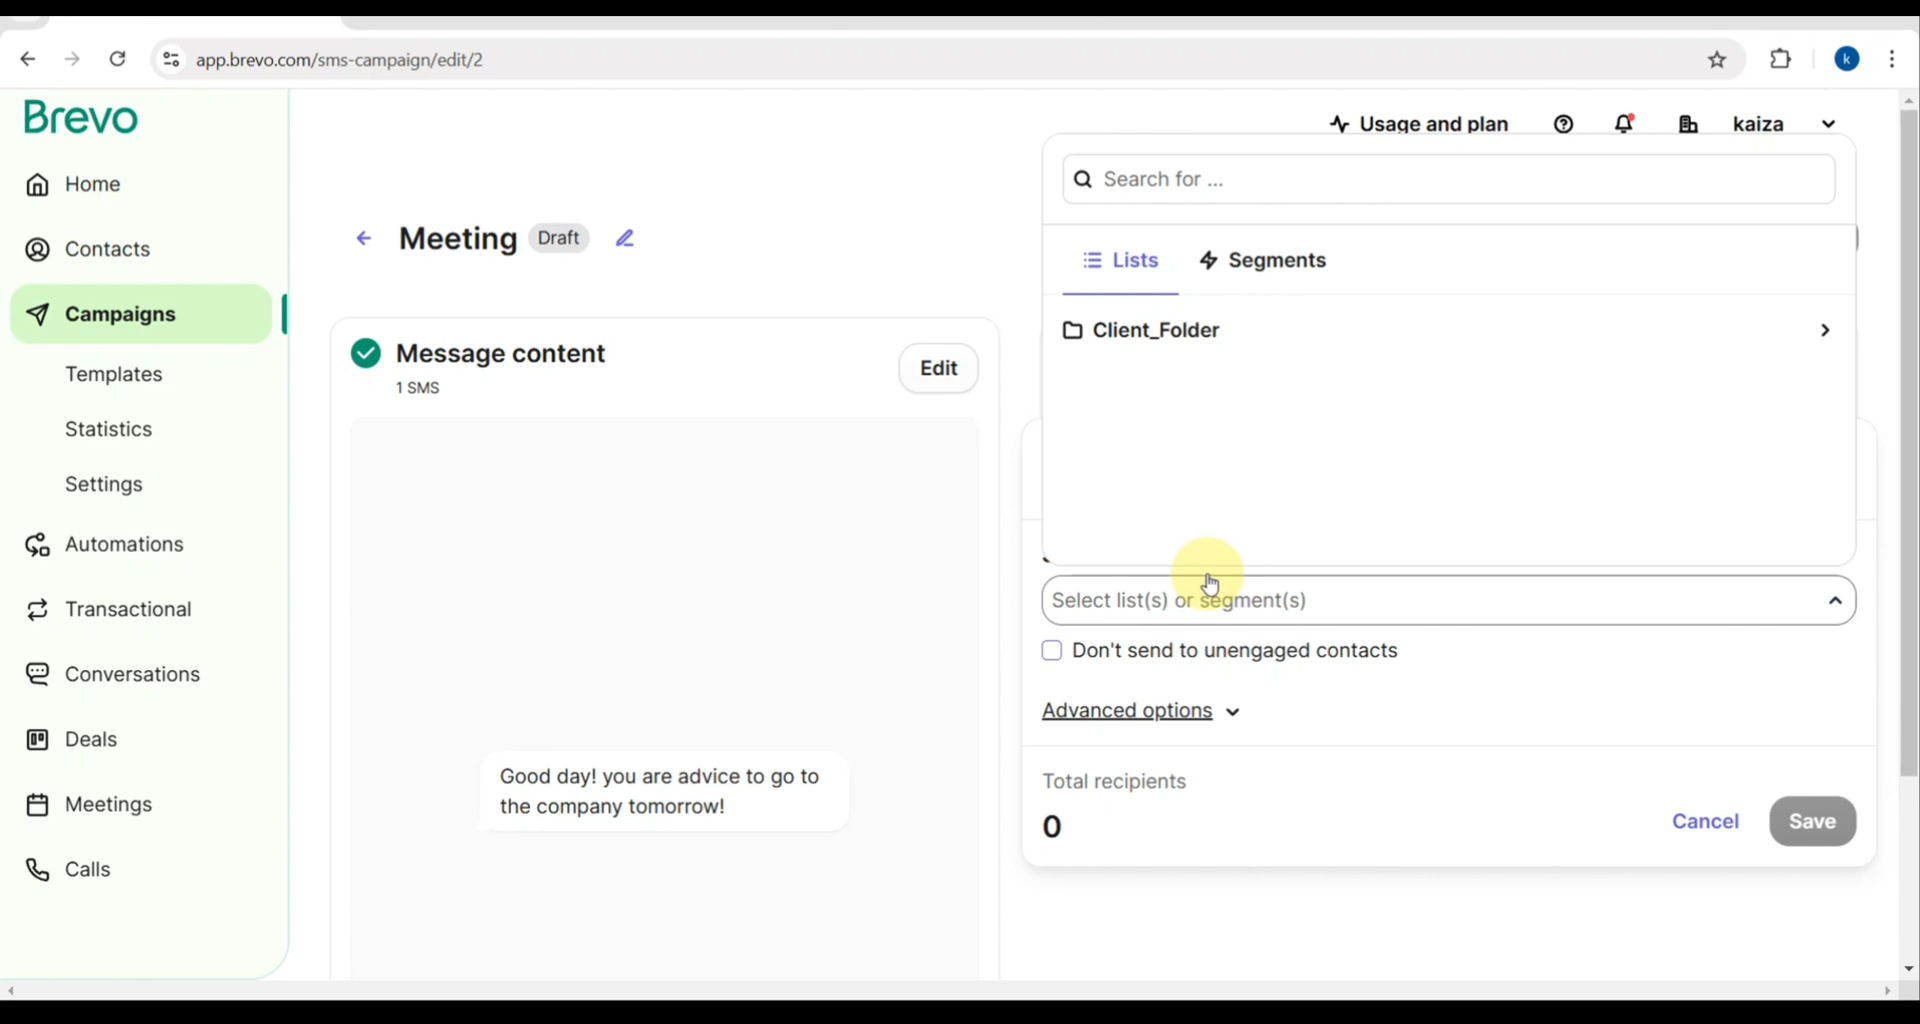 app.brevo.com/sms-campaign/edit/2
k
Brevo
Home
Contacts
Campaigns
Templates
Statistics
Settings
Automations
Transactional
Conversations
Deals
Meetings
Calls
Usage and plan
kaiza
Meeting Draft
Message content
1 SMS
Edit
Good day! you are advice to go to
the company tomorrow!
Search for ...
Lists Segments
Client_Folder
Select list(s) or segment(s)
Don't send to unengaged contacts
Advanced options
Total recipients
0
Cancel Save